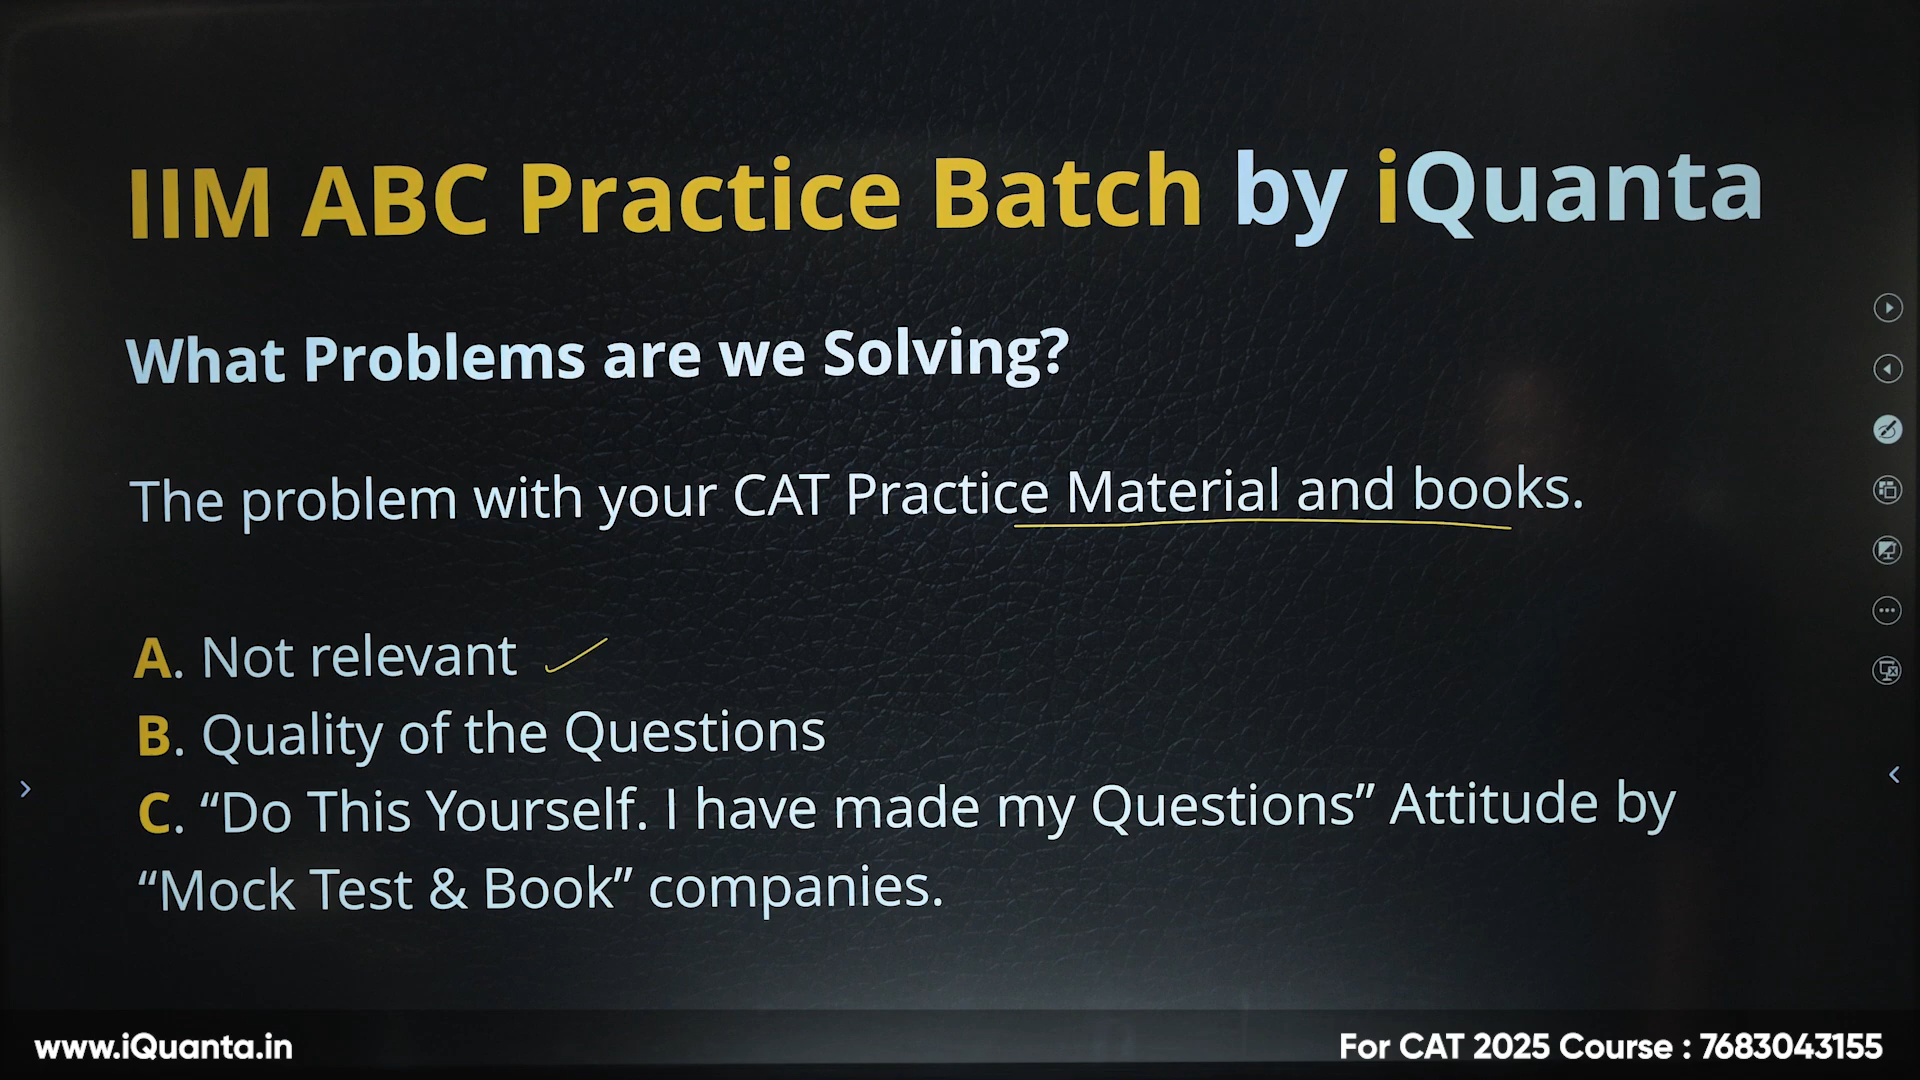 IIM ABC Practice Batch by iQuanta
What Problems are we Solving?
The problem with your CAT Practice Material and books.
A. Not relevant
B. Quality of the Questions
C. “Do This Yourself. I have made my Questions” Attitude by
“Mock Test & Book” companies.
www.iQuanta.in
For CAT 2025 Course : 7683043155